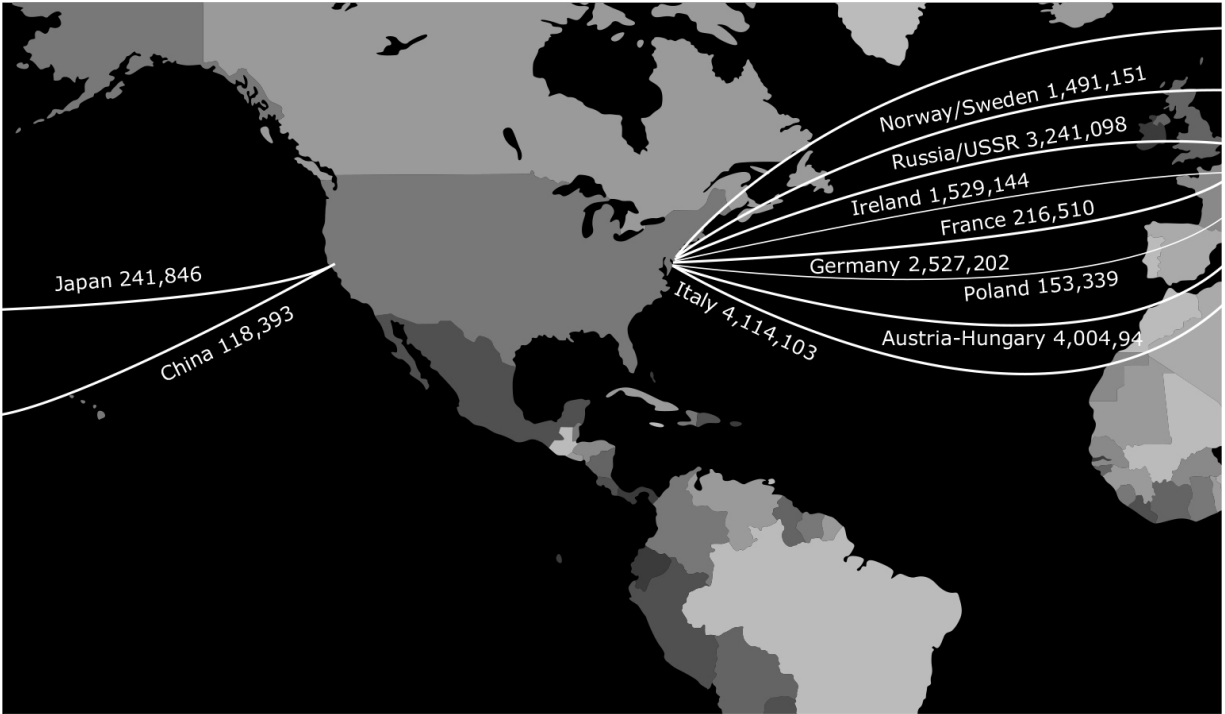 Norway/Sweden 1,491,151
Russia/USSR 3,241,098
Ireland 1,529,144
France 216,510
Germany 2,527,202
Poland 153,339
Italy 4,114,103
Austria-Hungary 4,004,94
Japan 241,846
China 118,393